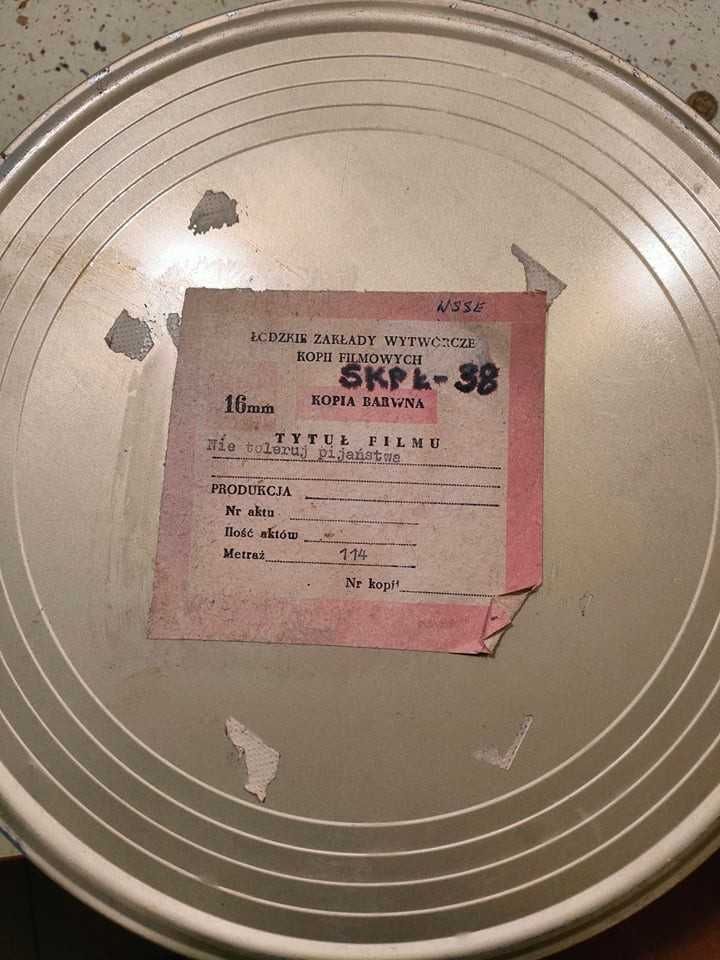 WSSE
ŁÓDZKIE ZAKŁADY WYTWÓRCZE
KOPII FILMOWYCH
SKPŁ-38
16mm KOPIA BARWNA
TYTUŁ FILMU
Nie toleruj pijaństwa
PRODUKCJA
Nr aktu
Ilość aktów
Metraż 114
Nr kopii